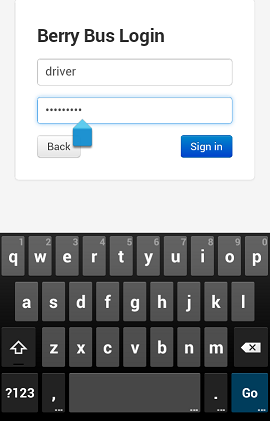 Berry Bus Login
driver
•••••••••
Back Sign in
1 2 3 4 5 6 7 8 9 0
q w e r t y u i o p
a s d f g h j k l
z x c v b n m
?123 , . Go
... ... ...